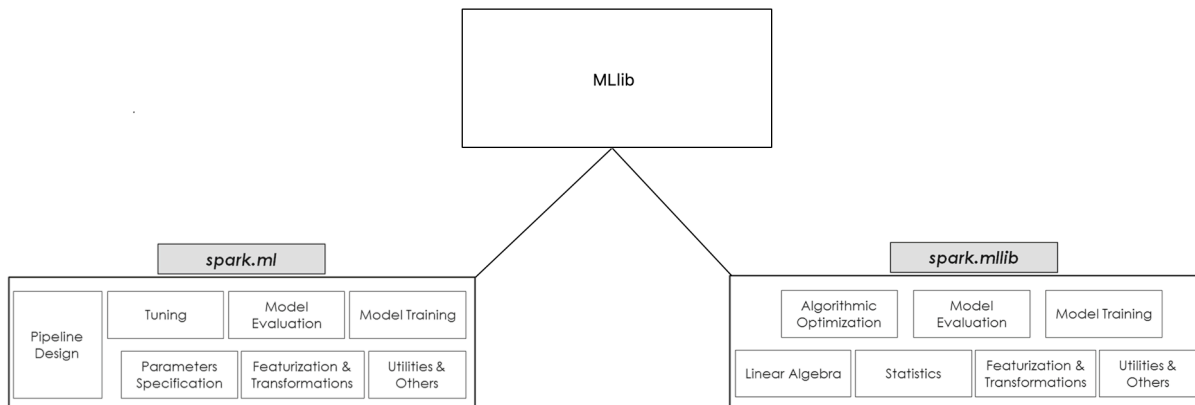 MLlib
spark.ml
Pipeline
Design
Tuning
Model
Evaluation
Model Training
Parameters
Specification
Featurization &
Transformations
Utilities &
Others
spark.mllib
Algorithmic
Optimization
Model
Evaluation
Model Training
Linear Algebra
Statistics
Featurization &
Transformations
Utilities &
Others